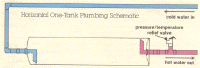 Horizontal One-Tank Plumbing Schematic
cold water in
pressure/temperature
relief valve
hot water out